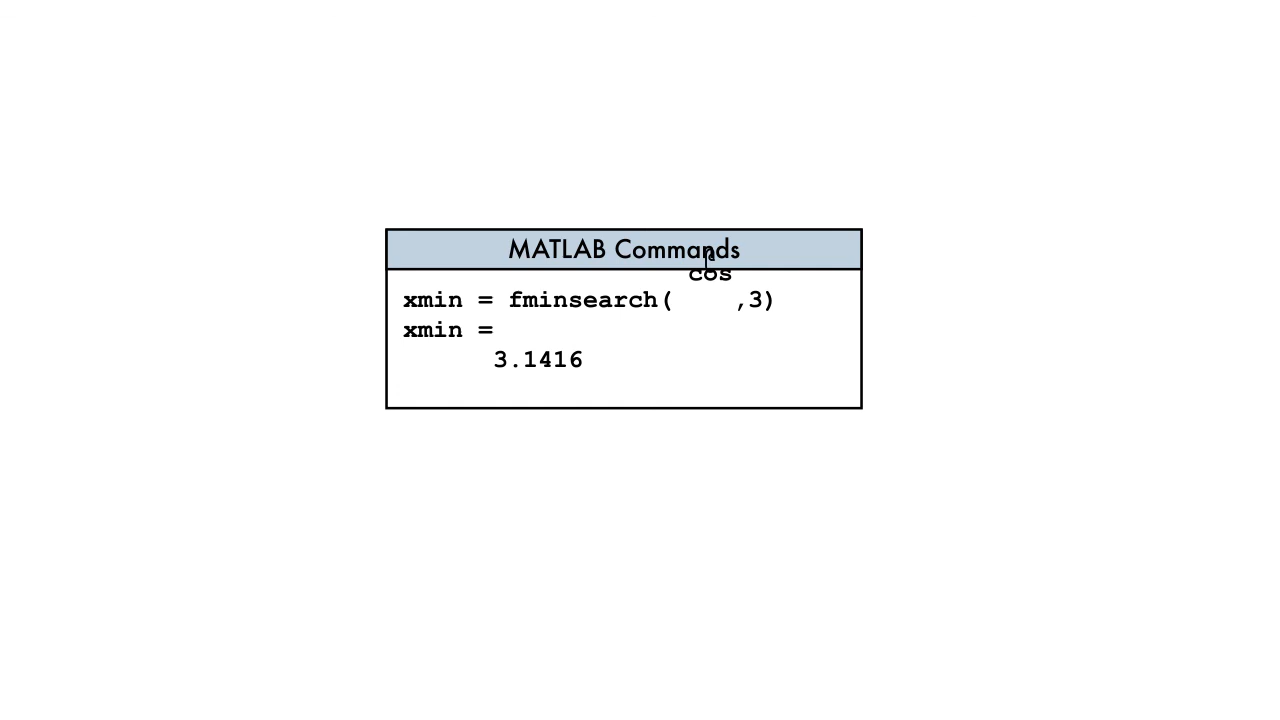 MATLAB Commands
cos
xmin = fminsearch(    ,3)
xmin =
3.1416